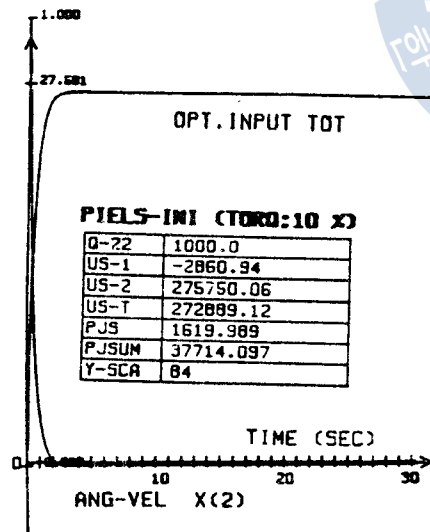 1.000
27.581
OPT.INPUT TOT
PIELS-INI (TORQ:10 %)
Q-22 1000.0
US-1 -2860.94
US-2 275750.06
US-T 272889.12
PJS 1619.989
PJSUM 37714.097
Y-SCA 84
TIME (SEC)
0
10 20 30
ANG-VEL X(2)